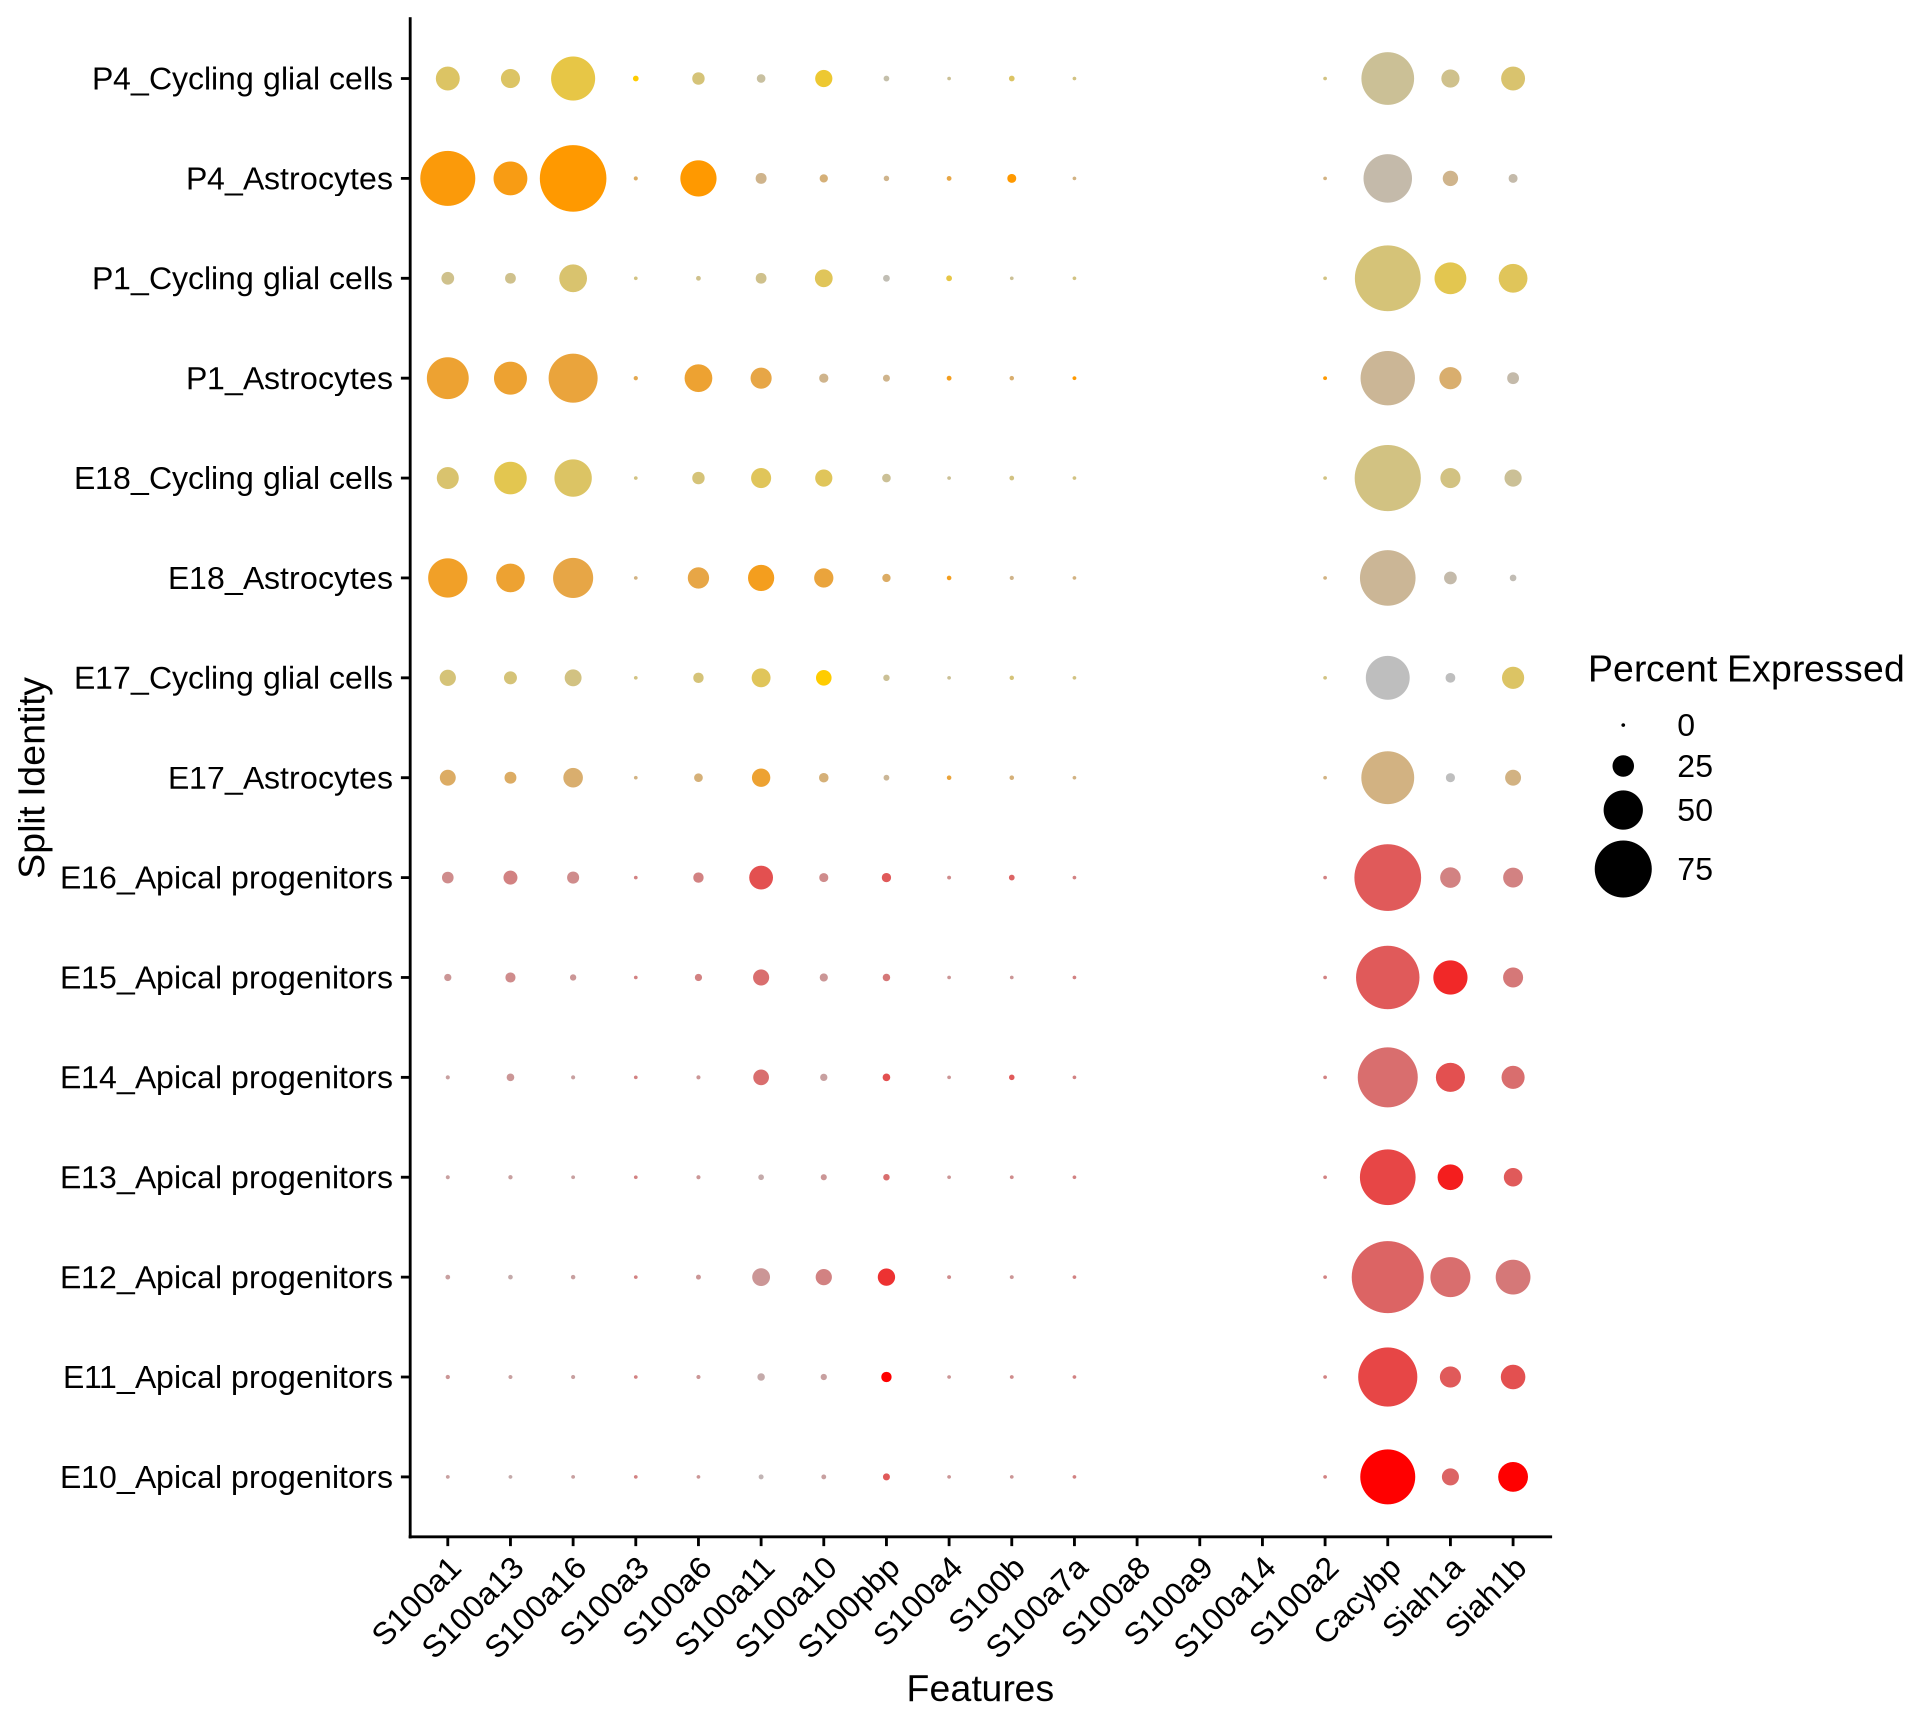 P4_Cycling glial cells
P4_Astrocytes
P1_Cycling glial cells
P1_Astrocytes
E18_Cycling glial cells
E18_Astrocytes
E17_Cycling glial cells
E17_Astrocytes
E16_Apical progenitors
E15_Apical progenitors
E14_Apical progenitors
E13_Apical progenitors
E12_Apical progenitors
E11_Apical progenitors
E10_Apical progenitors
Split Identity
S100a1
S100a13
S100a16
S100a3
S100a6
S100a11
S100a10
S100pbp
S100a4
S100b
S100a7a
S100a8
S100a9
S100a14
S100a2
Cacybp
Siah1a
Siah1b
Features
Percent Expressed
0
25
50
75